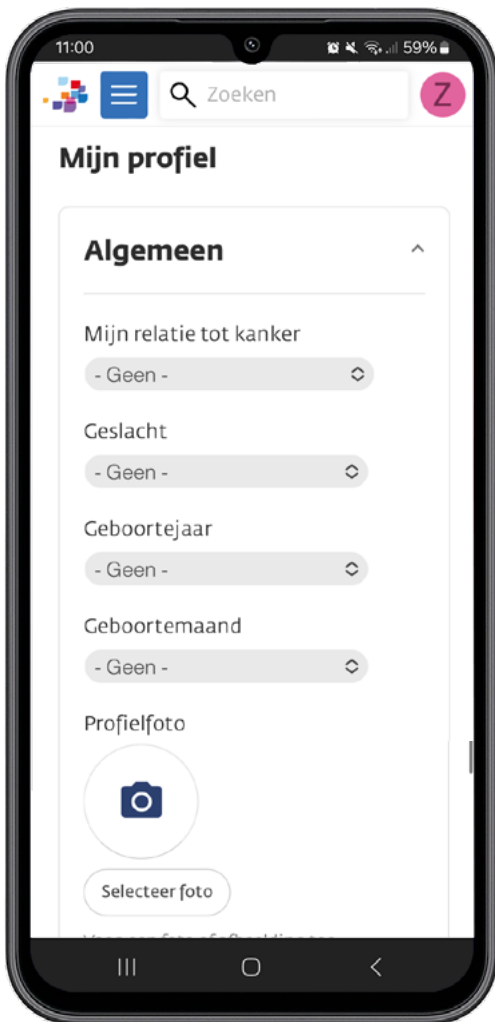 11:00
59%
Zoeken
Z
Mijn profiel
Algemeen
Mijn relatie tot kanker
- Geen -
Geslacht
- Geen -
Geboortejaar
- Geen -
Geboortemaand
- Geen -
Profielfoto
Selecteer foto